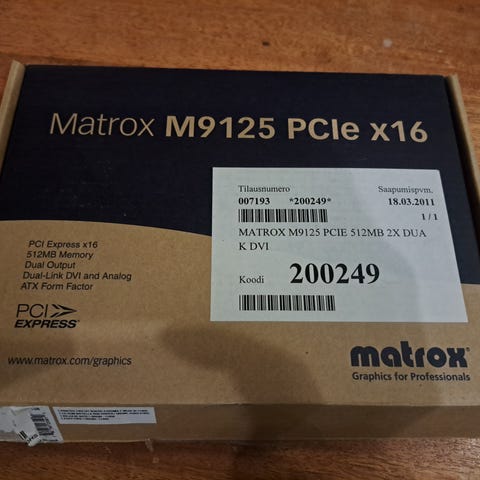 Matrox M9125 PCIe x16
Tilausnumero Saapumispvm.
007193 *200249* 18.03.2011
1 / 1
MATROX M9125 PCIE 512MB 2X DUA
K DVI
Koodi 200249
PCI Express x16
512MB Memory
Dual Output
Dual-Link DVI and Analog
ATX Form Factor
PCI
EXPRESS
www.matrox.com/graphics
matrox
Graphics for Professionals